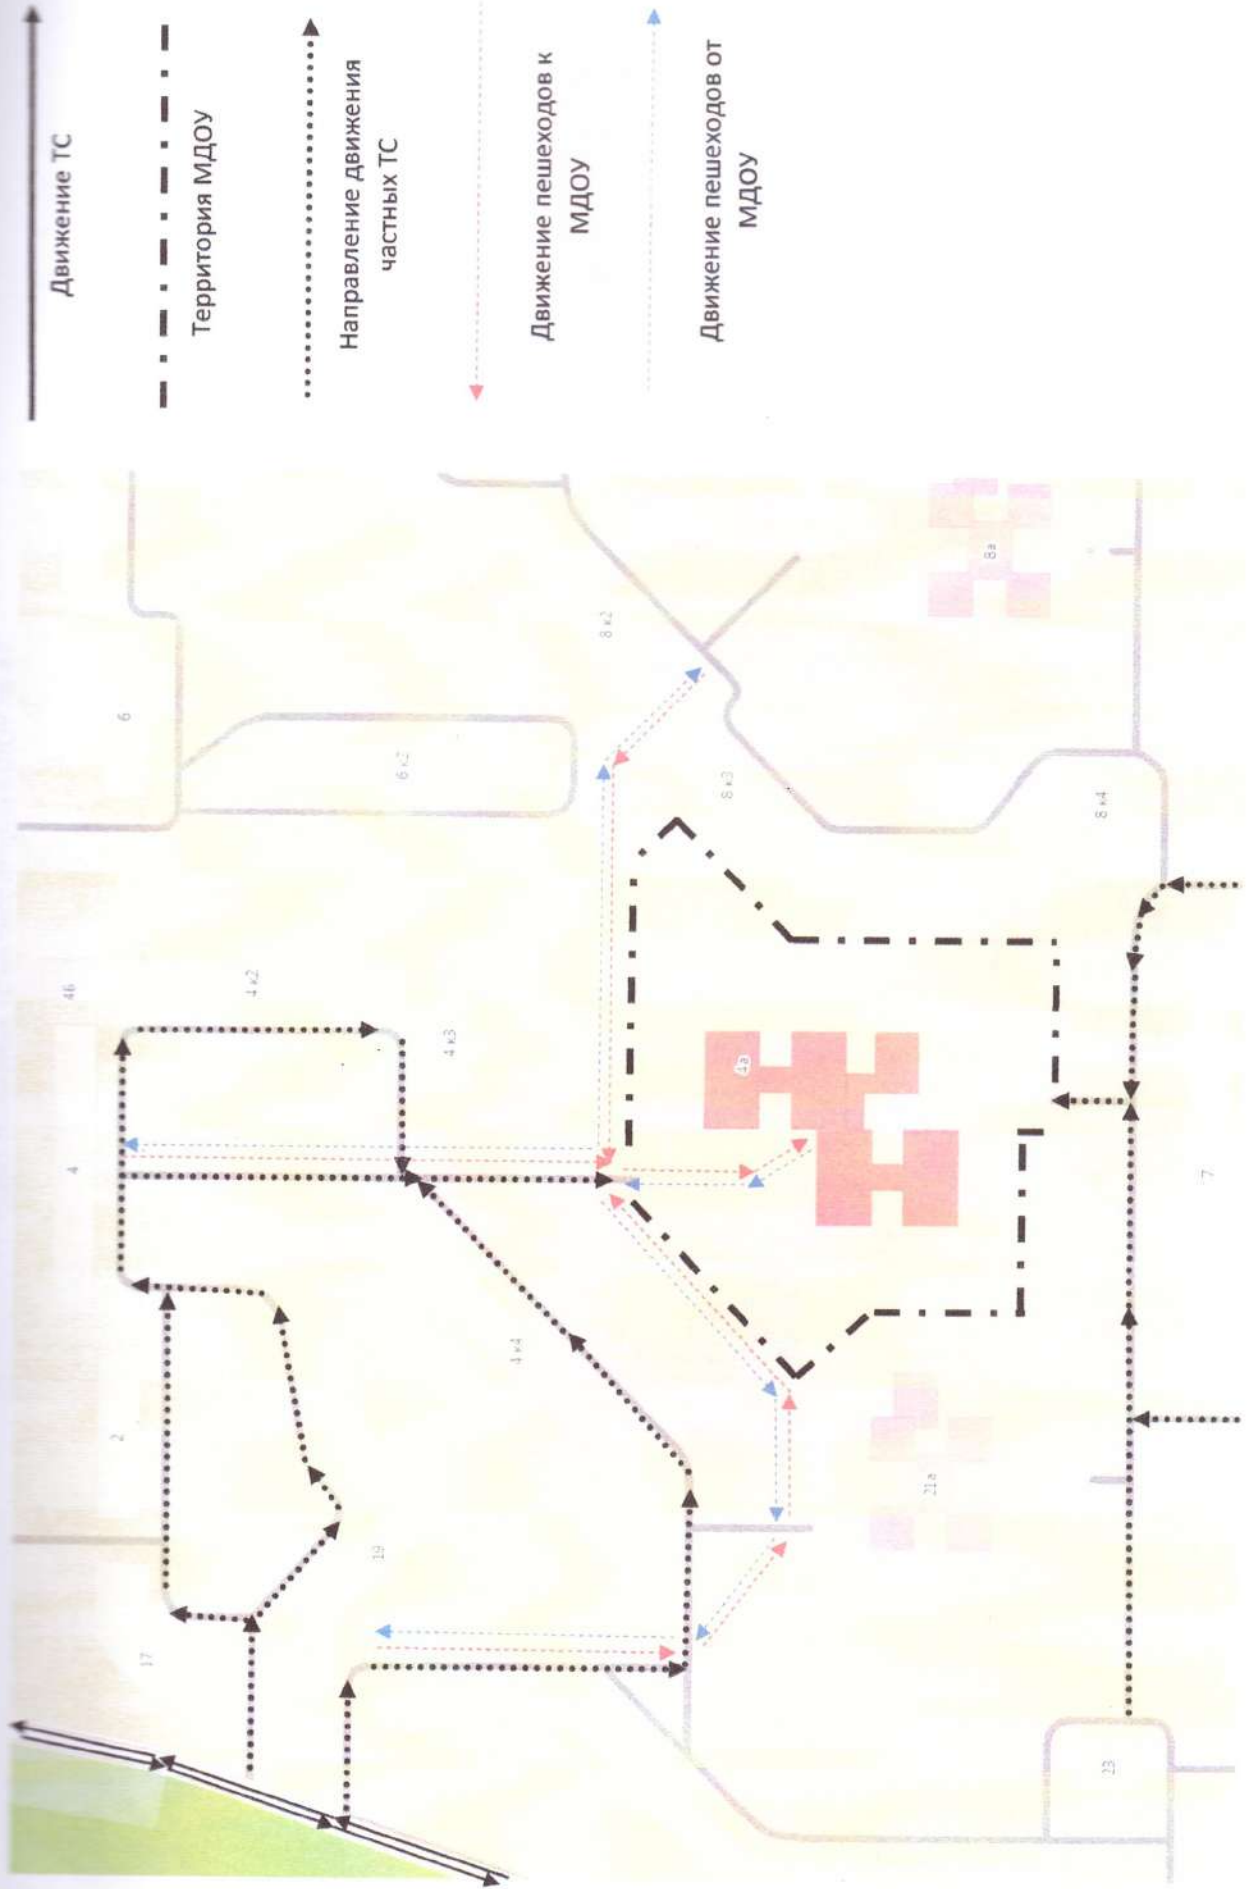 Движение ТС
Территория МДОУ
Направление движения
частных ТС
Движение пешеходов к
МДОУ
Движение пешеходов от
МДОУ
4б
6
4
4 к2
6 к2
2
4 к3
8 к2
17
19
4 к4
8 к3
4а
8а
21а
8 к4
23
7